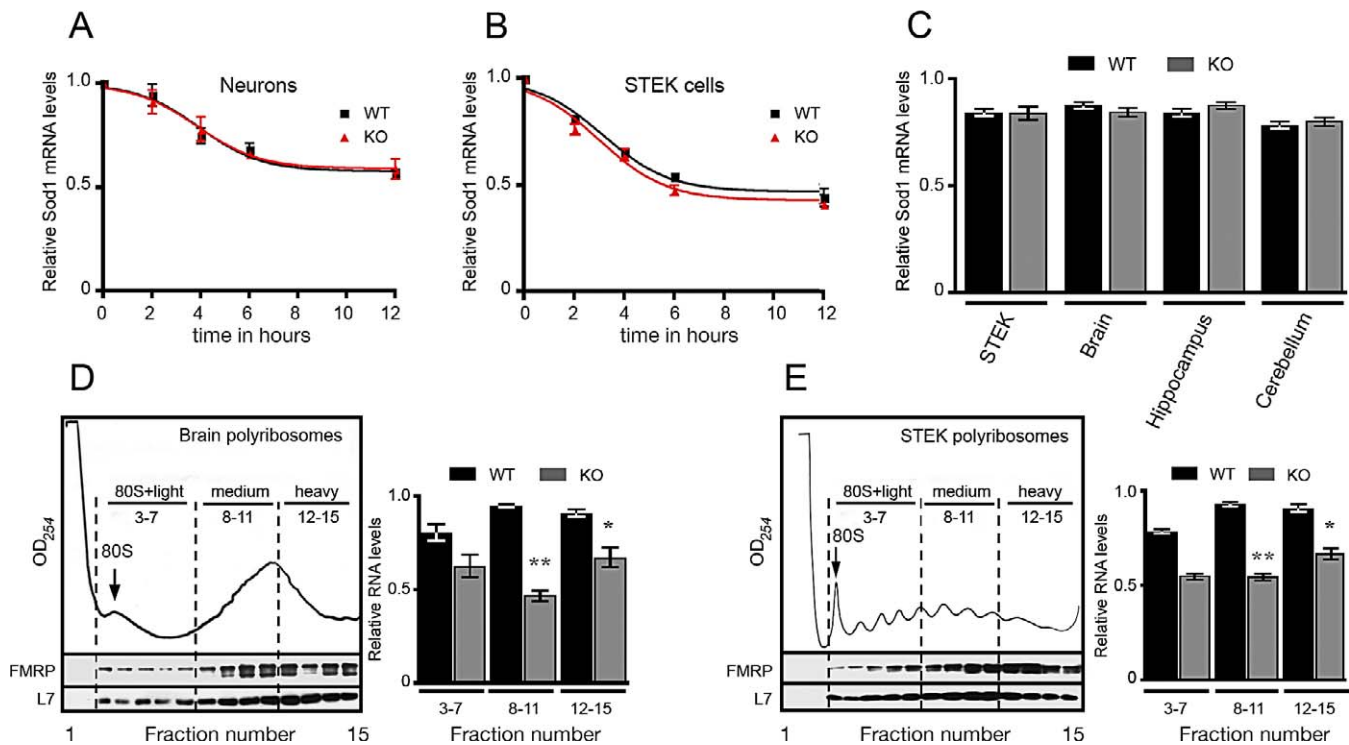 A
Neurons
WT
KO
Relative Sod1 mRNA levels
1.0
0.5
0
0 2 4 6 8 10 12
time in hours
B
STEK cells
WT
KO
Relative Sod1 mRNA levels
1.0
0.5
0
0 2 4 6 8 10 12
time in hours
C
WT KO
Relative Sod1 mRNA levels
1.0
0.5
0
STEK
Brain
Hippocampus
Cerebellum
D
Brain polyribosomes
80S+light medium heavy
3-7 8-11 12-15
80S
OD254
FMRP
L7
1 Fraction number 15
WT KO
Relative RNA levels
1.0
0.5
0
** *
3-7 8-11 12-15
Fraction number
E
STEK polyribosomes
80S+light medium heavy
3-7 8-11 12-15
80S
OD254
FMRP
L7
1 Fraction number 15
WT KO
Relative RNA levels
1.0
0.5
0
** *
3-7 8-11 12-15
Fraction number